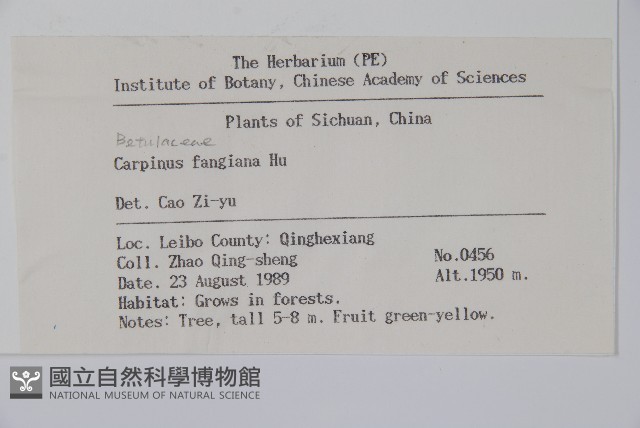 The Herbarium (PE)
Institute of Botany, Chinese Academy of Sciences
Plants of Sichuan, China
Betulaceae
Carpinus fangiana Hu
Det. Cao Zi-yu
Loc. Leibo County: Qinghexiang
Coll. Zhao Qing-sheng No.0456
Date. 23 August 1989 Alt.1950 m.
Habitat: Grows in forests.
Notes: Tree, tall 5-8 m. Fruit green-yellow.
國立自然科學博物館
NATIONAL MUSEUM OF NATURAL SCIENCE